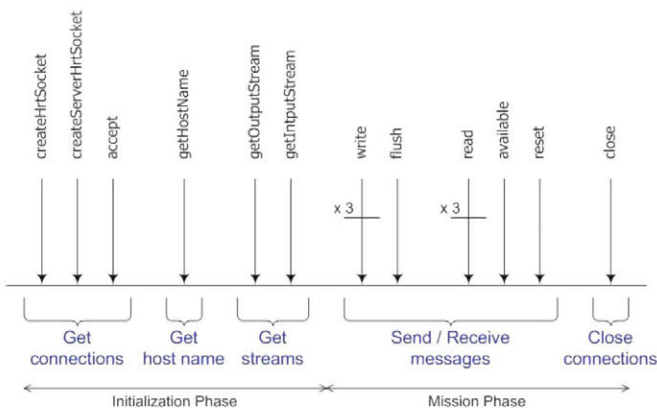 createHrtSocket
createServerHrtSocket
accept
getHostName
getOutputStream
getIntputStream
write
flush
read
available
reset
close
x 3
x 3
Get
connections
Get
host name
Get
streams
Send / Receive
messages
Close
connections
Initialization Phase
Mission Phase